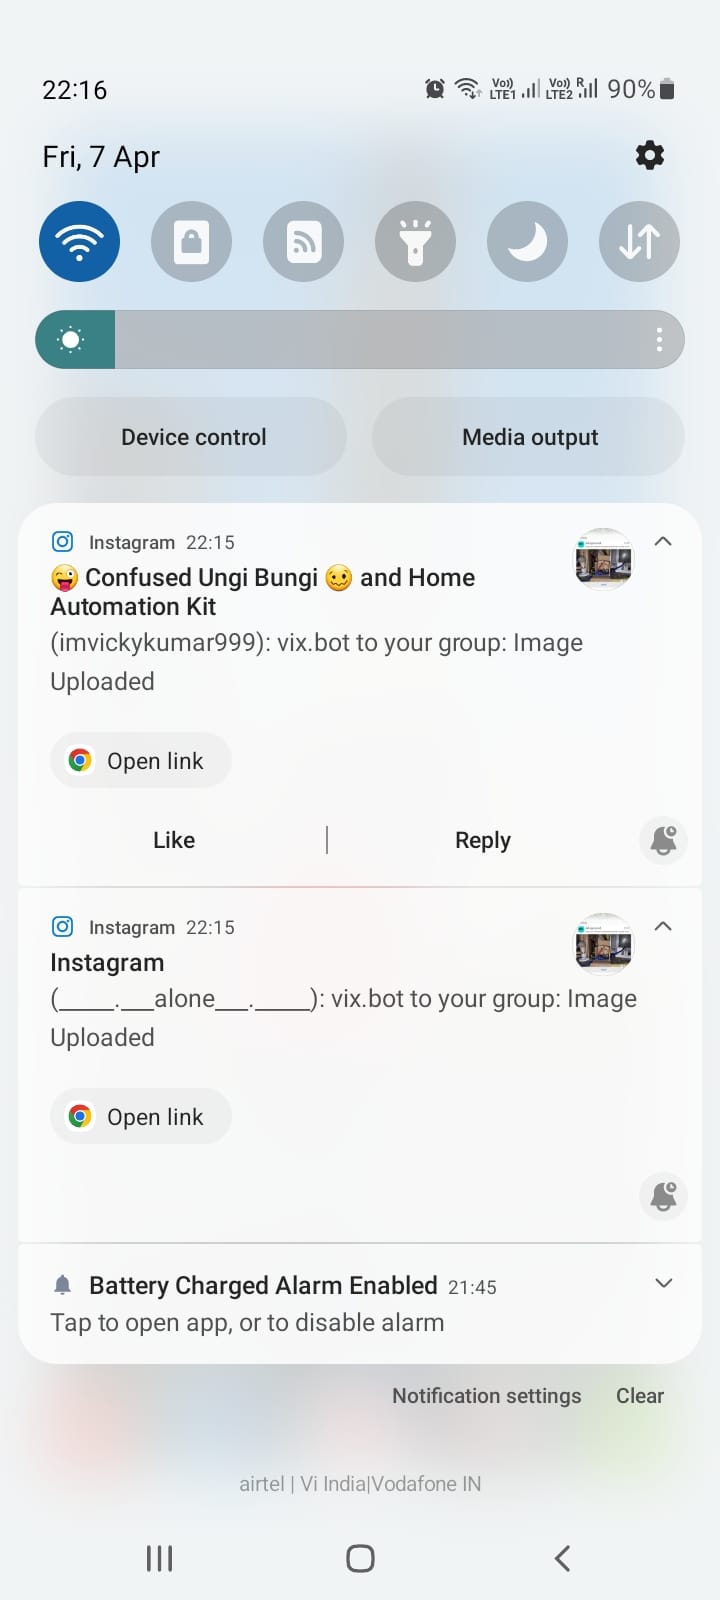 22:16
Vo)) LTE1 Vo)) LTE2 R 90%
Fri, 7 Apr
Device control
Media output
Instagram 22:15
😜 Confused Ungi Bungi 🥴 and Home
Automation Kit
(imvickykumar999): vix.bot to your group: Image
Uploaded
Open link
Like | Reply
Instagram 22:15
Instagram
(____.___alone___._____): vix.bot to your group: Image
Uploaded
Open link
Battery Charged Alarm Enabled 21:45
Tap to open app, or to disable alarm
Notification settings Clear
airtel | Vi India|Vodafone IN